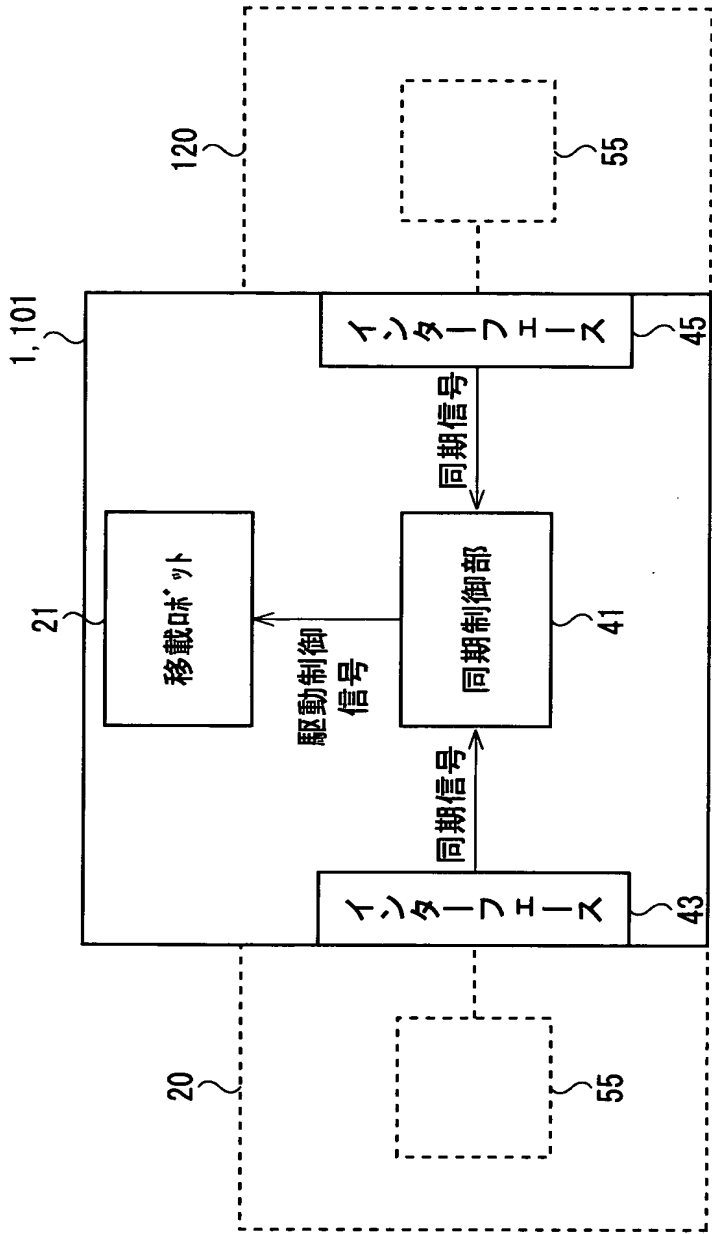 1, 101
20
120
21
移載ロボット
駆動制御
信号
インターフェース
同期信号
同期制御部
同期信号
インターフェース
55
43
41
45
55